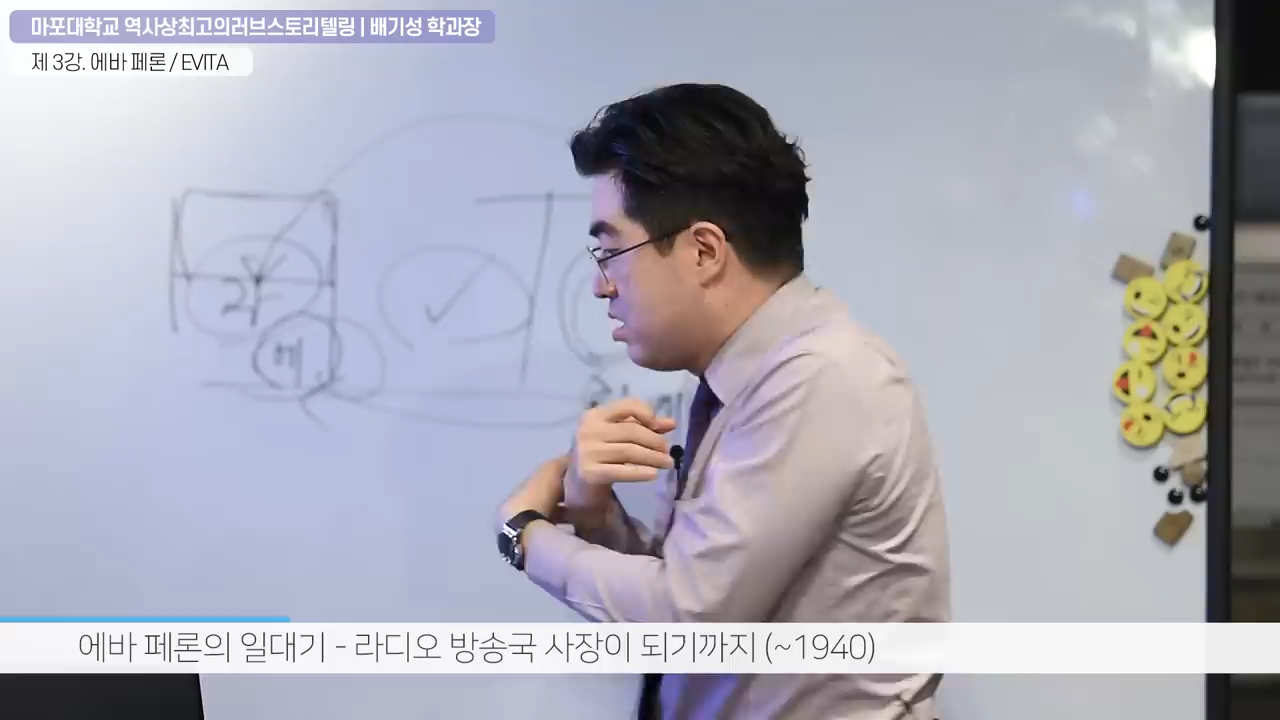 마포대학교 역사상최고의러브스토리텔링 | 배기성 학과장
제 3강. 에바 페론 / EVITA
에.
에바 페론의 일대기 - 라디오 방송국 사장이 되기까지 (~1940)